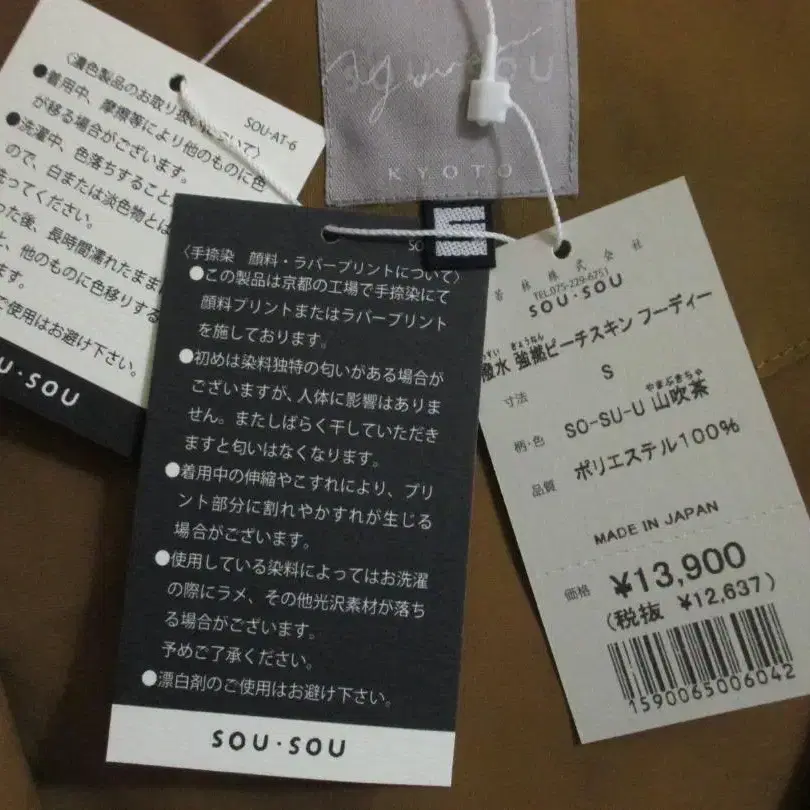 〈濃色製品のお取り扱いについて〉
SOU-AT-6
●着用中、摩擦等により他のものに色
が移る場合がございます。
●洗濯中、色落ちすること
ので、白または淡色物とは
洗ってください。
った後、長時間濡れたまま
と、他のものに色移りする
ます。
ご使用はお避け下さい。
U・SOU
KYOTO
SO
〈手捺染 顔料・ラバープリントについて〉
●この製品は京都の工場で手捺染にて
顔料プリントまたはラバープリント
を施しております。
●初めは染料独特の匂いがある場合が
ございますが、人体に影響はありま
せん。またしばらく干していただき
ますと匂いはなくなります。
●着用中の伸縮やこすれにより、プリ
ント部分に割れやかすれが生じる
場合がございます。
●使用している染料によってはお洗濯
の際にラメ、その他光沢素材が落ち
る場合がございます。
予めご了承ください。
●漂白剤のご使用はお避け下さい。
SOU・SOU
若林株式会社
TEL.075-229-6751
SOU・SOU
っすい きょうねん
撥水 強撚ピーチスキン フーディー
寸法 S
やまぶきちゃ
柄・色 SO-SU-U 山吹茶
品質 ポリエステル100%
MADE IN JAPAN
価格 ¥13,900
(税抜 ¥12,637)
1590065006042